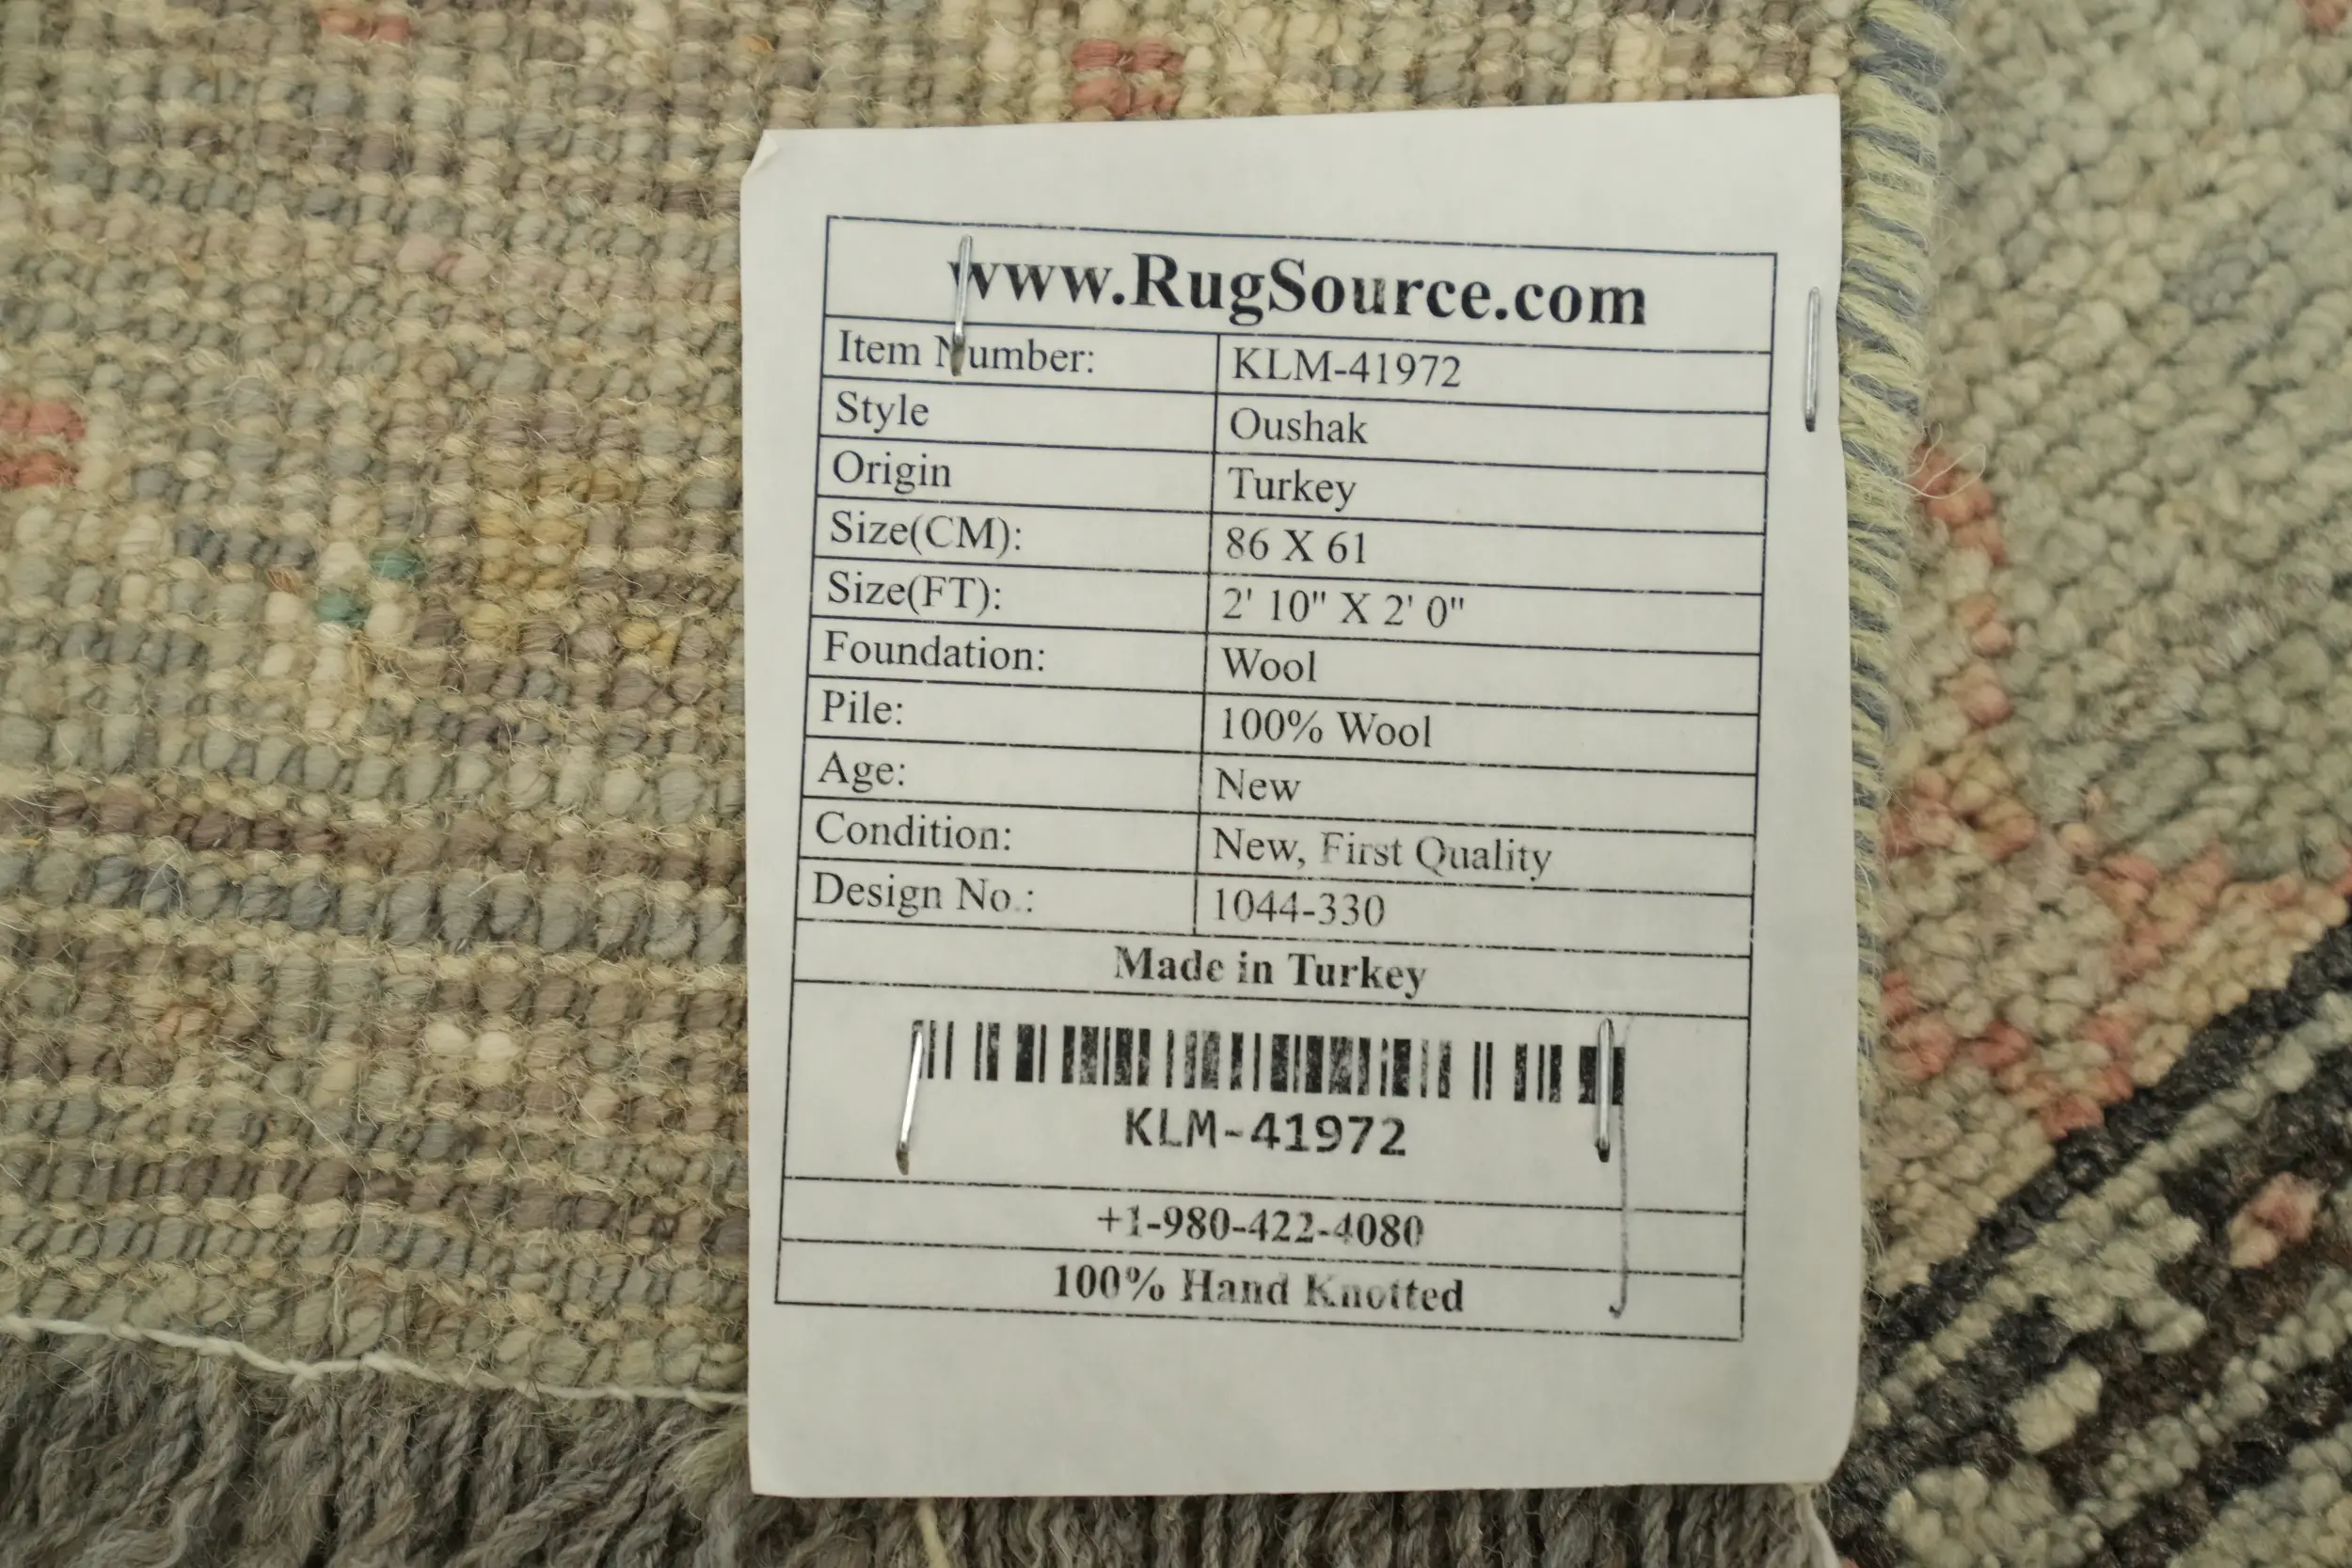 www.RugSource.com
Item Number: KLM-41972
Style Oushak
Origin Turkey
Size(CM): 86 X 61
Size(FT): 2' 10" X 2' 0"
Foundation: Wool
Pile: 100% Wool
Age: New
Condition: New, First Quality
Design No.: 1044-330
Made in Turkey
KLM-41972
+1-980-422-4080
100% Hand Knotted